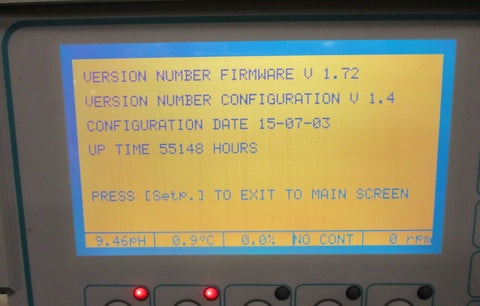 VERSION NUMBER FIRMWARE V 1.72
VERSION NUMBER CONFIGURATION V 1.4
CONFIGURATION DATE 15-07-03
UP TIME 55148 HOURS
PRESS [Setp.] TO EXIT TO MAIN SCREEN
9.46pH 0.9°C 0.0% NO CONT 0 rpm